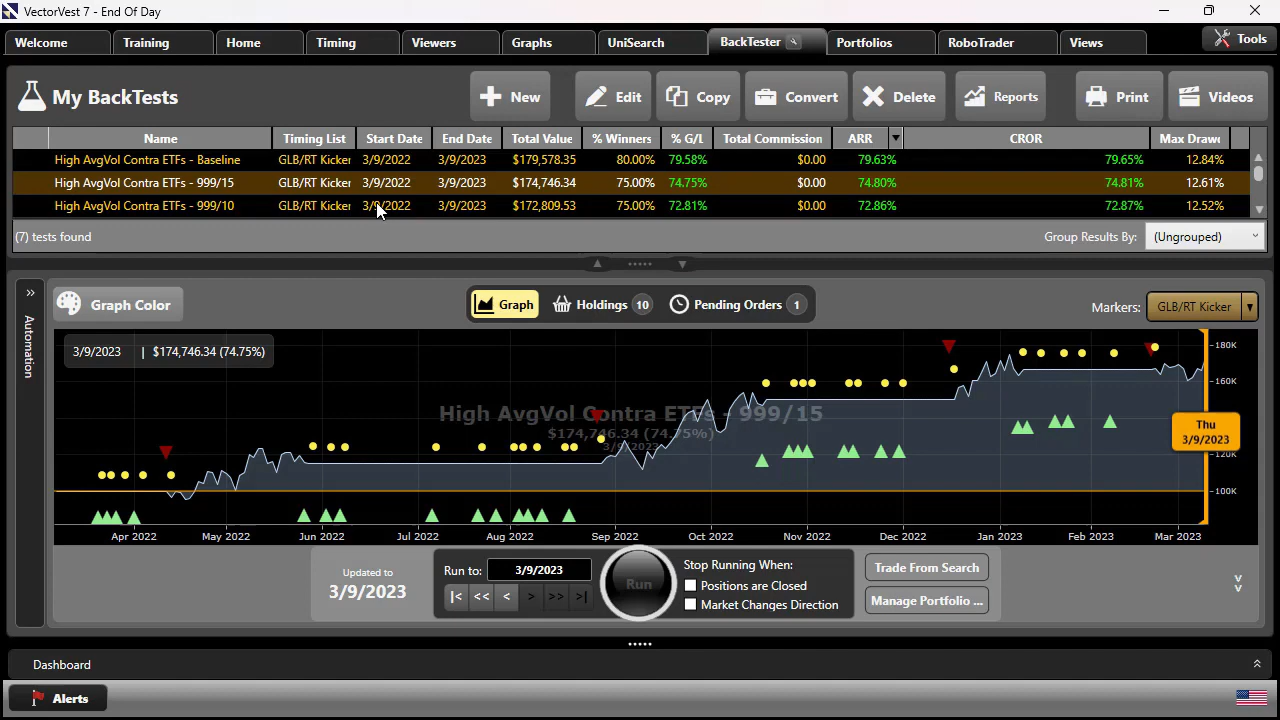 VectorVest 7 - End Of Day
Welcome Training Home Timing Viewers Graphs UniSearch BackTester Portfolios RoboTrader Views Tools
My BackTests New Edit Copy Convert Delete Reports Print Videos
Name Timing List Start Date End Date Total Value % Winners % G/L Total Commission ARR CROR Max Draw
High AvgVol Contra ETFs - Baseline GLB/RT Kicker 3/9/2022 3/9/2023 $179,578.35 80.00% 79.58% $0.00 79.63% 79.65% 12.84%
High AvgVol Contra ETFs - 999/15 GLB/RT Kicker 3/9/2022 3/9/2023 $174,746.34 75.00% 74.75% $0.00 74.80% 74.81% 12.61%
High AvgVol Contra ETFs - 999/10 GLB/RT Kicker 3/9/2022 3/9/2023 $172,809.53 75.00% 72.81% $0.00 72.86% 72.87% 12.52%
(7) tests found Group Results By: (Ungrouped)
Automation
Graph Color Graph Holdings 10 Pending Orders 1 Markers: GLB/RT Kicker
3/9/2023 | $174,746.34 (74.75%)
180K
160K
High AvgVol Contra ETFs - 999/15
$174,746.34 (74.75%)
3/9/2023
Thu
3/9/2023
120K
100K
Apr 2022 May 2022 Jun 2022 Jul 2022 Aug 2022 Sep 2022 Oct 2022 Nov 2022 Dec 2022 Jan 2023 Feb 2023 Mar 2023
Updated to
3/9/2023
Run to: 3/9/2023
|< << < > >> >|
Run
Stop Running When:
Positions are Closed
Market Changes Direction
Trade From Search
Manage Portfolio ...
Dashboard
Alerts